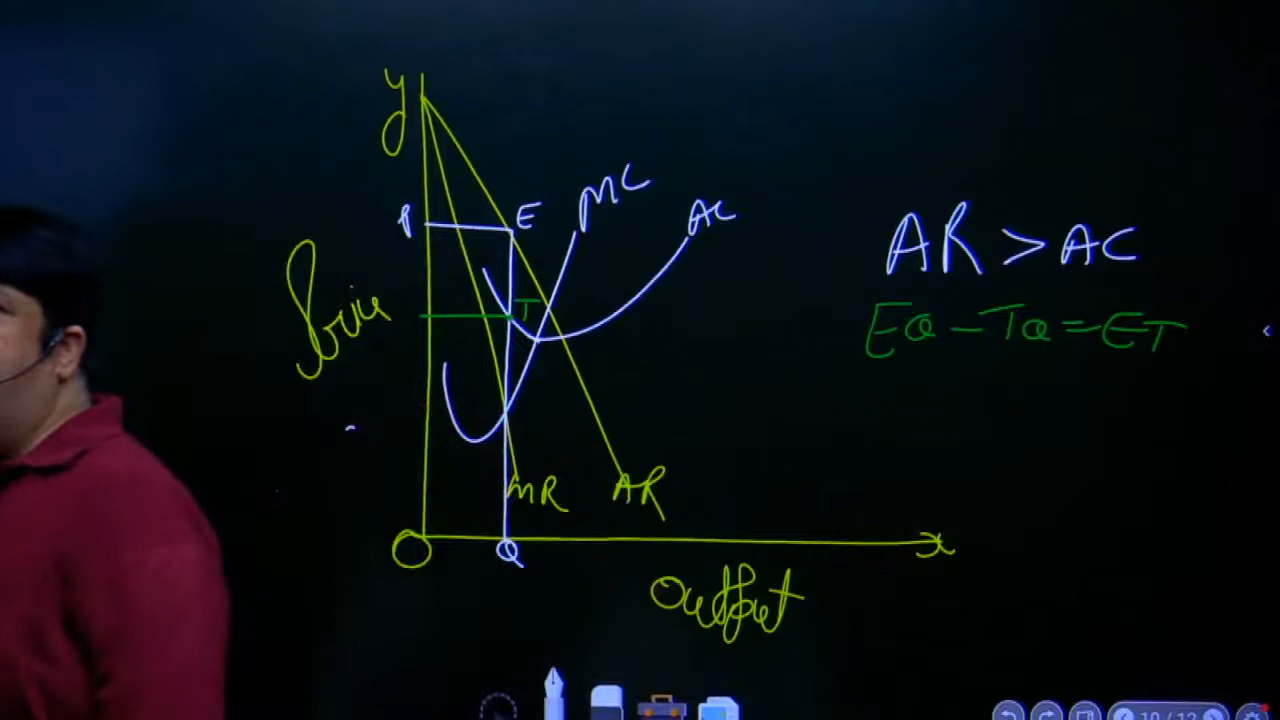 y
P
E
MC
AC
AR > AC
Price
T
EQ - TQ = ET
MR
AR
O
Q
x
Output